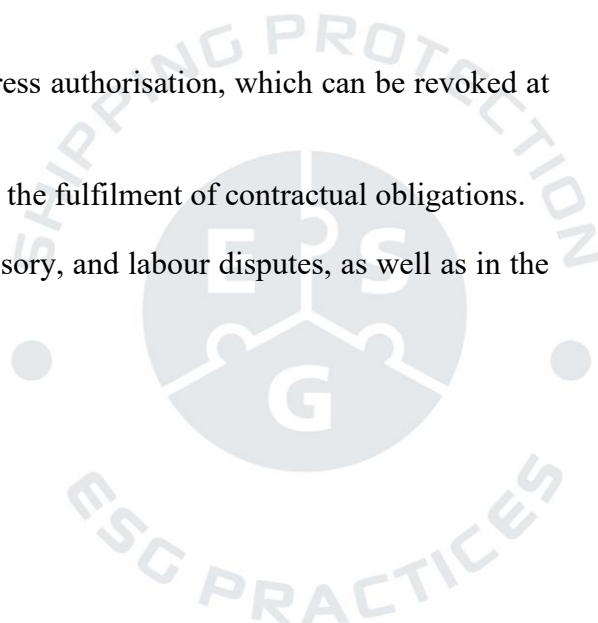 ress authorisation, which can be revoked at
the fulfilment of contractual obligations.
sory, and labour disputes, as well as in the
SHIPPING PROTECTION
E S
G
ESG PRACTICES